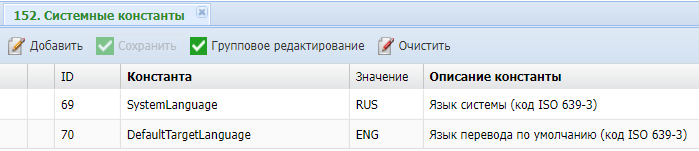 152. Системные константы
Добавить Сохранить Групповое редактирование Очистить
ID Константа Значение Описание константы
69 SystemLanguage RUS Язык системы (код ISO 639-3)
70 DefaultTargetLanguage ENG Язык перевода по умолчанию (код ISO 639-3)